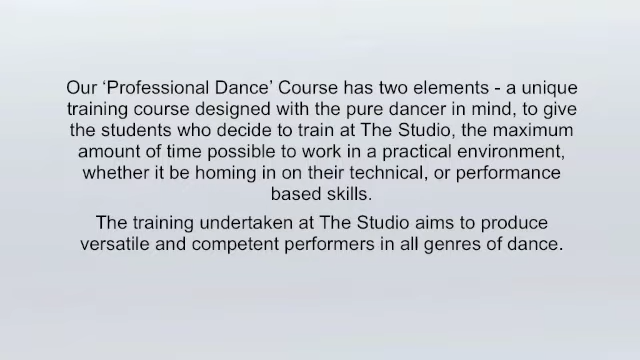 Our ‘Professional Dance’ Course has two elements - a unique
training course designed with the pure dancer in mind, to give
the students who decide to train at The Studio, the maximum
amount of time possible to work in a practical environment,
whether it be homing in on their technical, or performance
based skills.
The training undertaken at The Studio aims to produce
versatile and competent performers in all genres of dance.